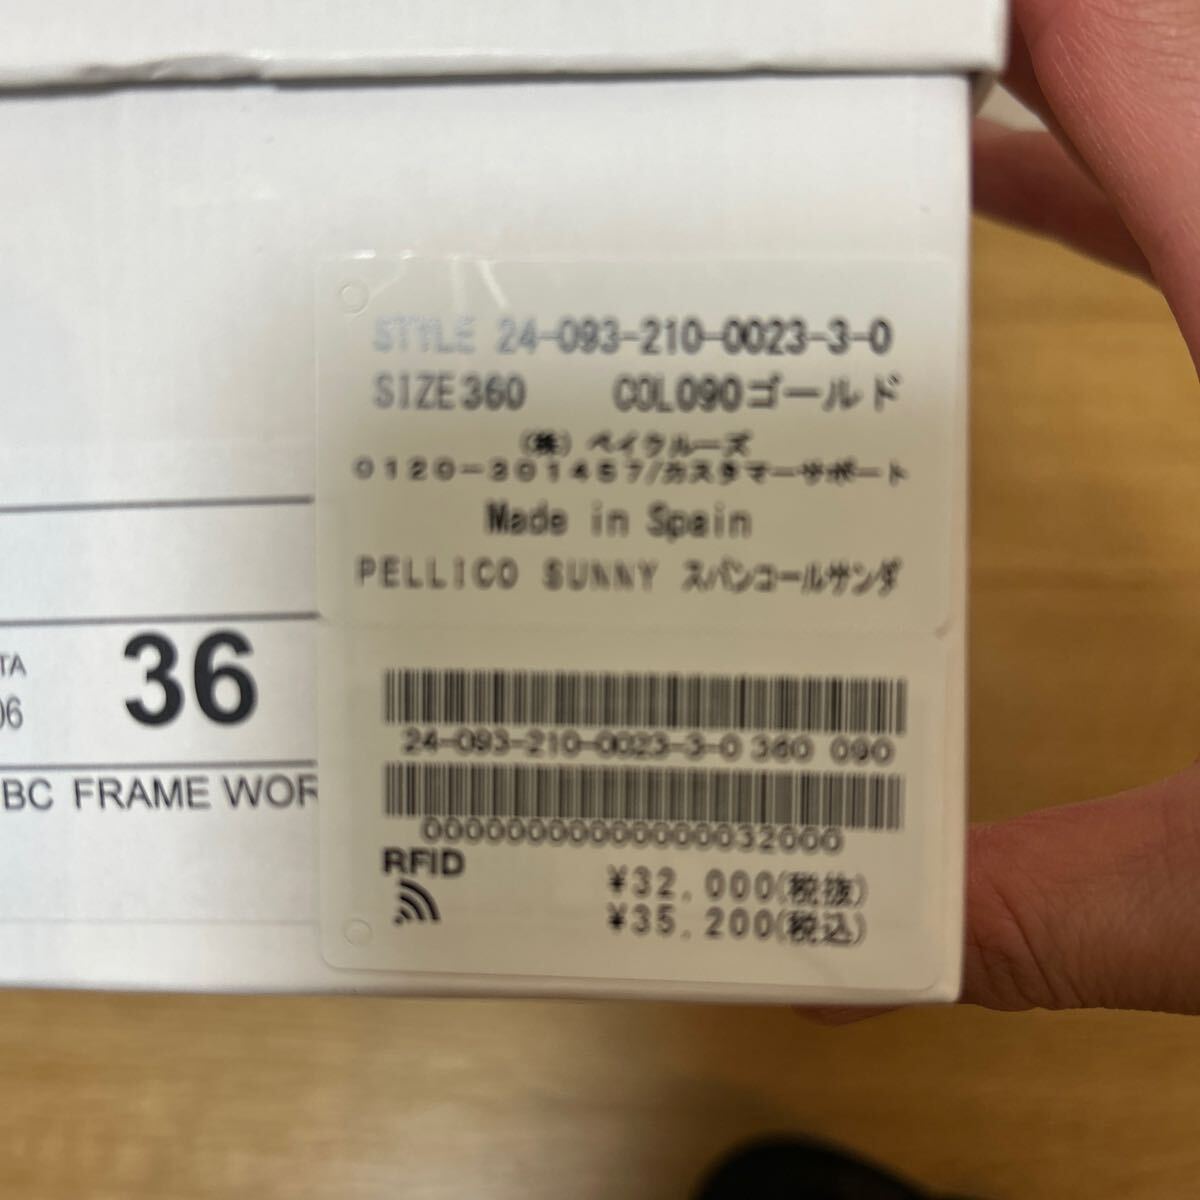 STYLE 24-093-210-0023-3-0
SIZE360 COL090ゴールド
(株) ベイクルーズ
0120-301457/カスタマーサポート
Made in Spain
PELLICO SUNNY スパンコールサンダ
TA
06
36
BC FRAME WOR
24-093-210-0023-3-0 360 090
00000000000000032000
RFID
¥32,000(税抜)
¥35,200(税込)